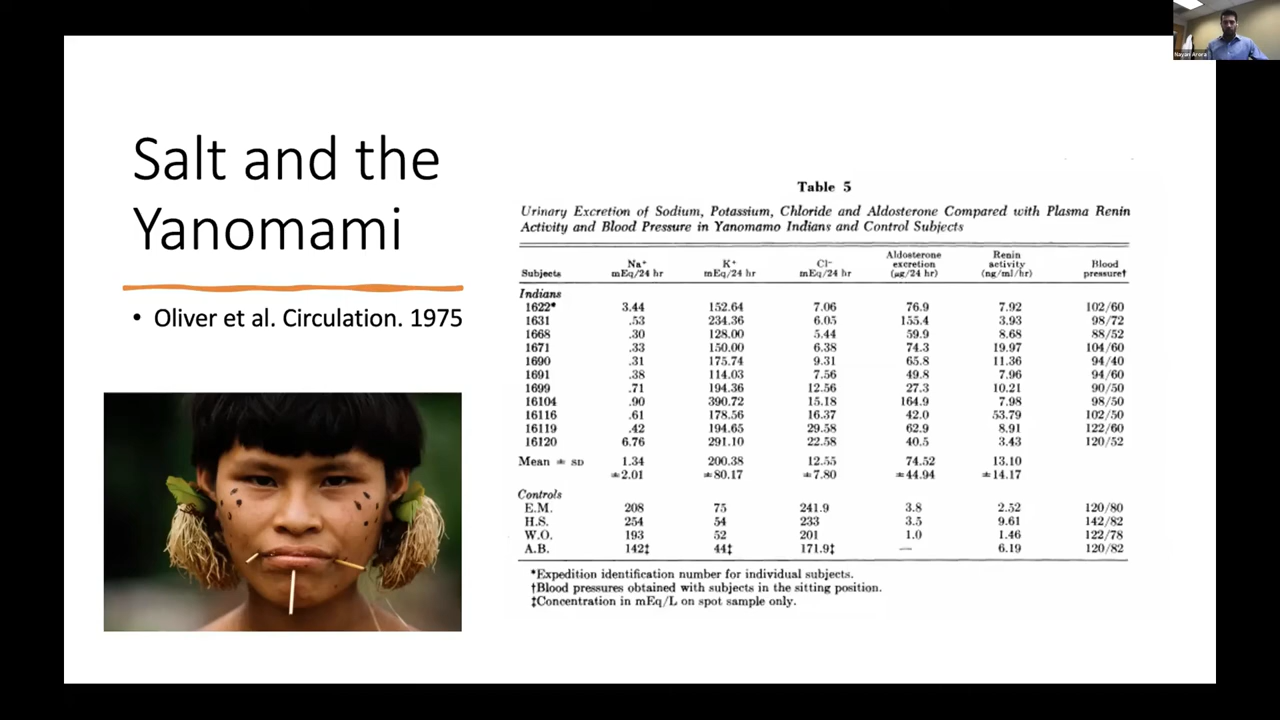 Nayan Arora
Salt and the
Yanomami
• Oliver et al. Circulation. 1975
Table 5
Urinary Excretion of Sodium, Potassium, Chloride and Aldosterone Compared with Plasma Renin
Activity and Blood Pressure in Yanomamo Indians and Control Subjects
Subjects Na⁺ mEq/24 hr K⁺ mEq/24 hr Cl⁻ mEq/24 hr Aldosterone excretion (μg/24 hr) Renin activity (ng/ml/hr) Blood pressure†
Indians
1622* 3.44 152.64 7.06 76.9 7.92 102/60
1631 .53 234.36 6.05 155.4 3.93 98/72
1668 .30 128.00 5.44 59.9 8.68 88/52
1671 .33 150.00 6.38 74.3 19.97 104/60
1690 .31 175.74 9.31 65.8 11.36 94/40
1691 .38 114.03 7.56 49.8 7.96 94/60
1699 .71 194.36 12.56 27.3 10.21 90/50
16104 .90 390.72 15.18 164.9 7.98 98/50
16116 .61 178.56 16.37 42.0 53.79 102/50
16119 .42 194.65 29.58 62.9 8.91 122/60
16120 6.76 291.10 22.58 40.5 3.43 120/52
Mean ± SD 1.34 200.38 12.55 74.52 13.10
±2.01 ±80.17 ±7.80 ±44.94 ±14.17
Controls
E.M. 208 75 241.9 3.8 2.52 120/80
H.S. 254 54 233 3.5 9.61 142/82
W.O. 193 52 201 1.0 1.46 122/78
A.B. 142‡ 44‡ 171.9‡ — 6.19 120/82
*Expedition identification number for individual subjects.
†Blood pressures obtained with subjects in the sitting position.
‡Concentration in mEq/L on spot sample only.